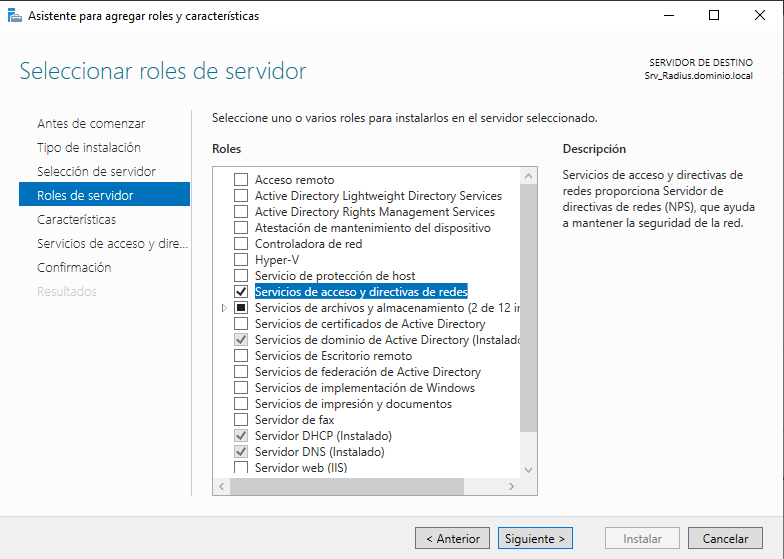 Asistente para agregar roles y características
Seleccionar roles de servidor
SERVIDOR DE DESTINO
Srv_Radius.dominio.local
Antes de comenzar
Tipo de instalación
Selección de servidor
Roles de servidor
Características
Servicios de acceso y dire...
Confirmación
Resultados
Seleccione uno o varios roles para instalarlos en el servidor seleccionado.
Roles
Acceso remoto
Active Directory Lightweight Directory Services
Active Directory Rights Management Services
Atestación de mantenimiento del dispositivo
Controladora de red
Hyper-V
Servicio de protección de host
Servicios de acceso y directivas de redes
Servicios de archivos y almacenamiento (2 de 12 in
Servicios de certificados de Active Directory
Servicios de dominio de Active Directory (Instalado
Servicios de Escritorio remoto
Servicios de federación de Active Directory
Servicios de implementación de Windows
Servicios de impresión y documentos
Servidor de fax
Servidor DHCP (Instalado)
Servidor DNS (Instalado)
Servidor web (IIS)
Descripción
Servicios de acceso y directivas de
redes proporciona Servidor de
directivas de redes (NPS), que ayuda
a mantener la seguridad de la red.
< Anterior
Siguiente >
Instalar
Cancelar